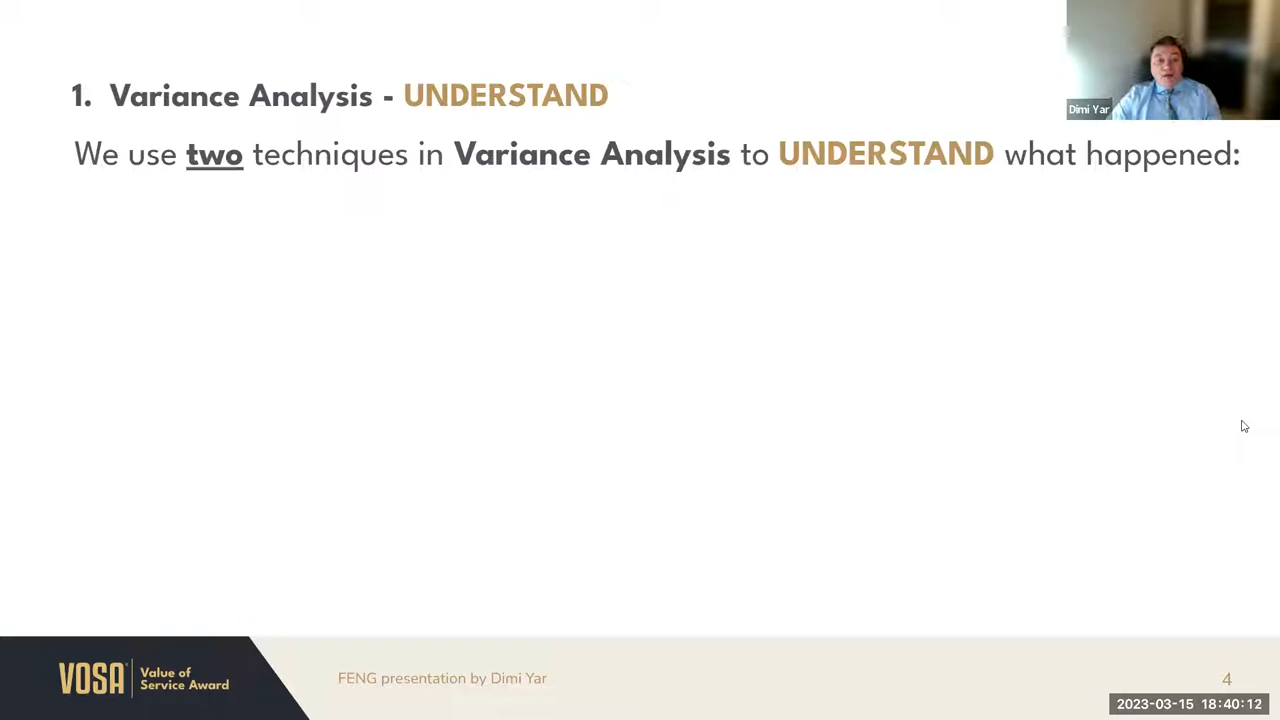 1. Variance Analysis - UNDERSTAND
Dimi Yar
We use two techniques in Variance Analysis to UNDERSTAND what happened:
VOSA® Value of
Service Award
FENG presentation by Dimi Yar
4
2023-03-15 18:40:12